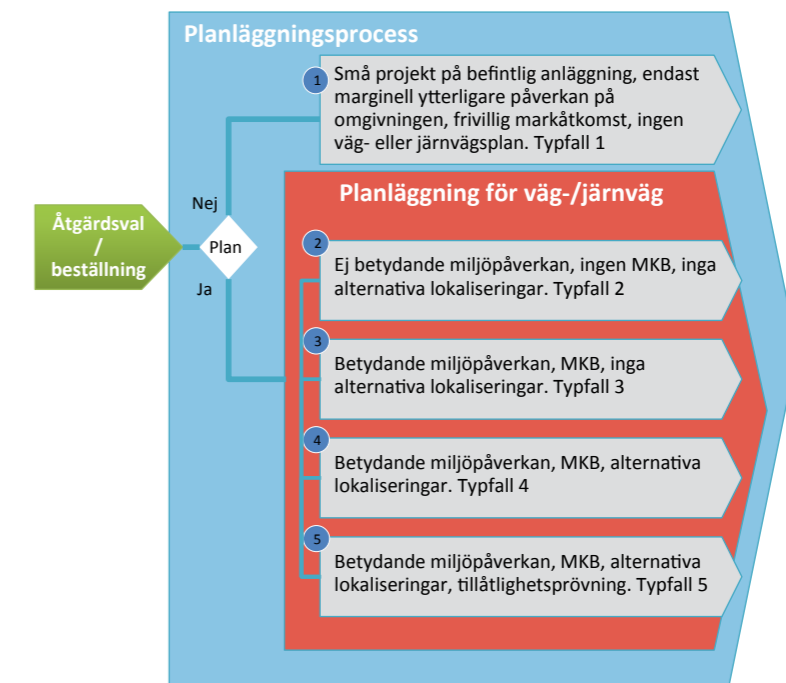 Planläggningsprocess
1
Små projekt på befintlig anläggning, endast
marginell ytterligare påverkan på
omgivningen, frivillig markåtkomst, ingen
väg- eller järnvägsplan. Typfall 1
Planläggning för väg-/järnväg
Nej
Åtgärdsval
/
beställning
Plan
Ja
2
Ej betydande miljöpåverkan, ingen MKB, inga
alternativa lokaliseringar. Typfall 2
3
Betydande miljöpåverkan, MKB, inga
alternativa lokaliseringar. Typfall 3
4
Betydande miljöpåverkan, MKB, alternativa
lokaliseringar. Typfall 4
5
Betydande miljöpåverkan, MKB, alternativa
lokaliseringar, tillåtlighetsprövning. Typfall 5